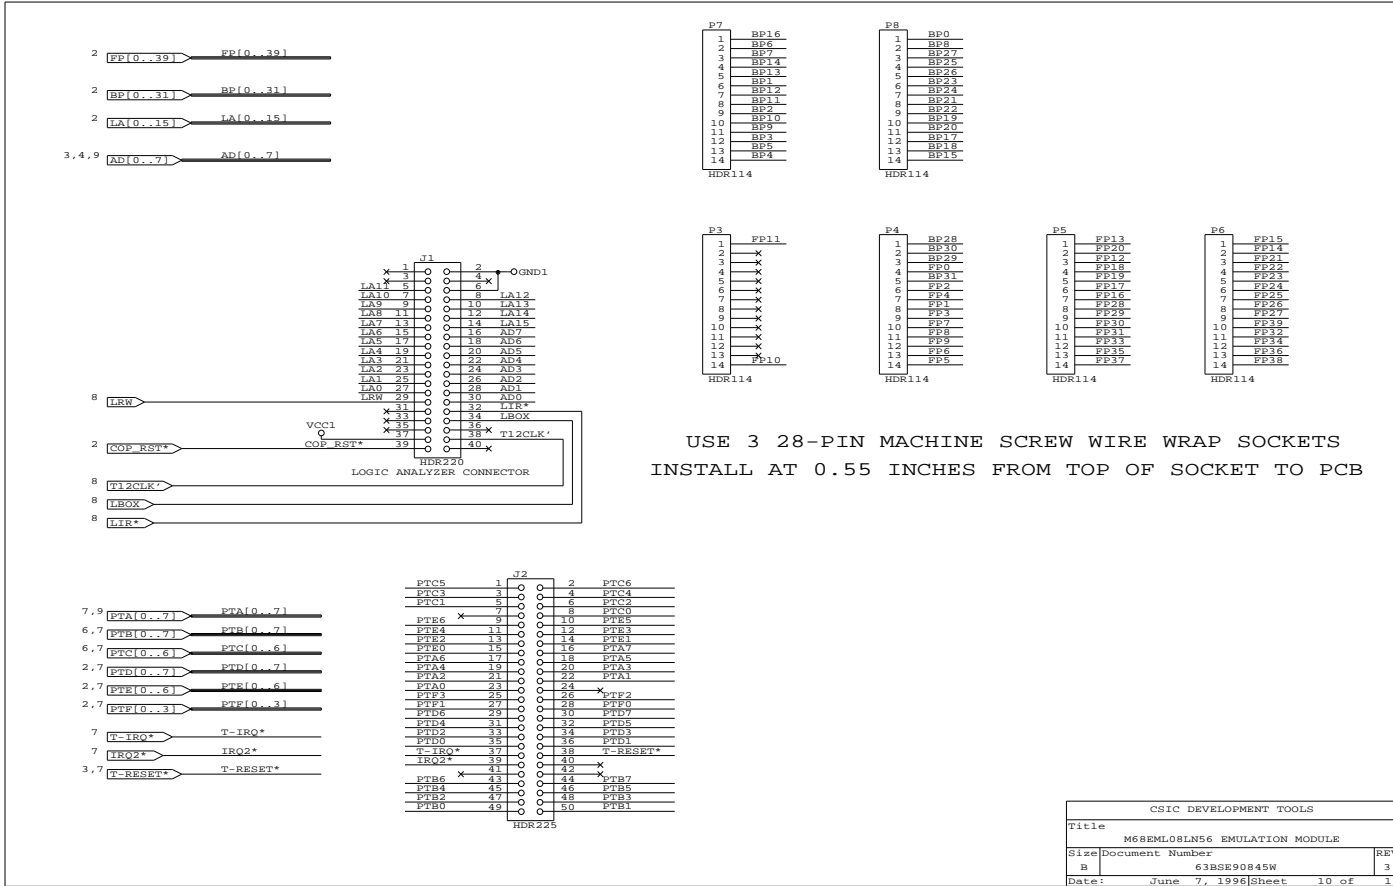 2 FP[0..39] FP[0..39]
2 BP[0..31] BP[0..31]
2 LA[0..15] LA[0..15]
3,4,9 AD[0..7] AD[0..7]
P7
1 BP16
2 BP6
3 BP7
4 BP14
5 BP13
6 BP1
7 BP12
8 BP11
9 BP2
10 BP10
11 BP9
12 BP3
13 BP5
14 BP4
HDR114
P8
1 BP0
2 BP8
3 BP27
4 BP25
5 BP26
6 BP23
7 BP24
8 BP21
9 BP22
10 BP19
11 BP20
12 BP17
13 BP18
14 BP15
HDR114
P3
1 FP11
2
3
4
5
6
7
8
9
10
11
12
13
14 FP10
HDR114
P4
1 BP28
2 BP30
3 BP29
4 FP0
5 BP31
6 FP2
7 FP4
8 FP1
9 FP3
10 FP7
11 FP8
12 FP9
13 FP6
14 FP5
HDR114
P5
1 FP13
2 FP20
3 FP12
4 FP18
5 FP19
6 FP17
7 FP16
8 FP28
9 FP29
10 FP30
11 FP31
12 FP33
13 FP35
14 FP37
HDR114
P6
1 FP15
2 FP14
3 FP21
4 FP22
5 FP23
6 FP24
7 FP25
8 FP26
9 FP27
10 FP39
11 FP32
12 FP34
13 FP36
14 FP38
HDR114
J1
1 2 GND1
3 4
LA11 5 6
LA10 7 8 LA12
LA9 9 10 LA13
LA8 11 12 LA14
LA7 13 14 LA15
LA6 15 16 AD7
LA5 17 18 AD6
LA4 19 20 AD5
LA3 21 22 AD4
LA2 23 24 AD3
LA1 25 26 AD2
LA0 27 28 AD1
8 LRW LRW 29 30 AD0
31 32 LIR*
33 34 LBOX
35 36
VCC1 37 38 T12CLK'
2 COP_RST* COP_RST* 39 40
HDR220
LOGIC ANALYZER CONNECTOR
8 T12CLK'
8 LBOX
8 LIR*
USE 3 28-PIN MACHINE SCREW WIRE WRAP SOCKETS
INSTALL AT 0.55 INCHES FROM TOP OF SOCKET TO PCB
7,9 PTA[0..7] PTA[0..7]
6,7 PTB[0..7] PTB[0..7]
6,7 PTC[0..6] PTC[0..6]
2,7 PTD[0..7] PTD[0..7]
2,7 PTE[0..6] PTE[0..6]
2,7 PTF[0..3] PTF[0..3]
7 T-IRQ* T-IRQ*
7 IRQ2* IRQ2*
3,7 T-RESET* T-RESET*
J2
PTC5 1 2 PTC6
PTC3 3 4 PTC4
PTC1 5 6 PTC2
7 8 PTC0
PTE6 9 10 PTE5
PTE4 11 12 PTE3
PTE2 13 14 PTE1
PTE0 15 16 PTA7
PTA6 17 18 PTA5
PTA4 19 20 PTA3
PTA2 21 22 PTA1
PTA0 23 24
PTF3 25 26 PTF2
PTF1 27 28 PTF0
PTD6 29 30 PTD7
PTD4 31 32 PTD5
PTD2 33 34 PTD3
PTD0 35 36 PTD1
T-IRQ* 37 38 T-RESET*
IRQ2* 39 40
41 42
PTB6 43 44 PTB7
PTB4 45 46 PTB5
PTB2 47 48 PTB3
PTB0 49 50 PTB1
HDR225
CSIC DEVELOPMENT TOOLS
Title
M68EML08LN56 EMULATION MODULE
Size Document Number REV
B 63BSE90845W 3
Date: June 7, 1996 Sheet 10 of